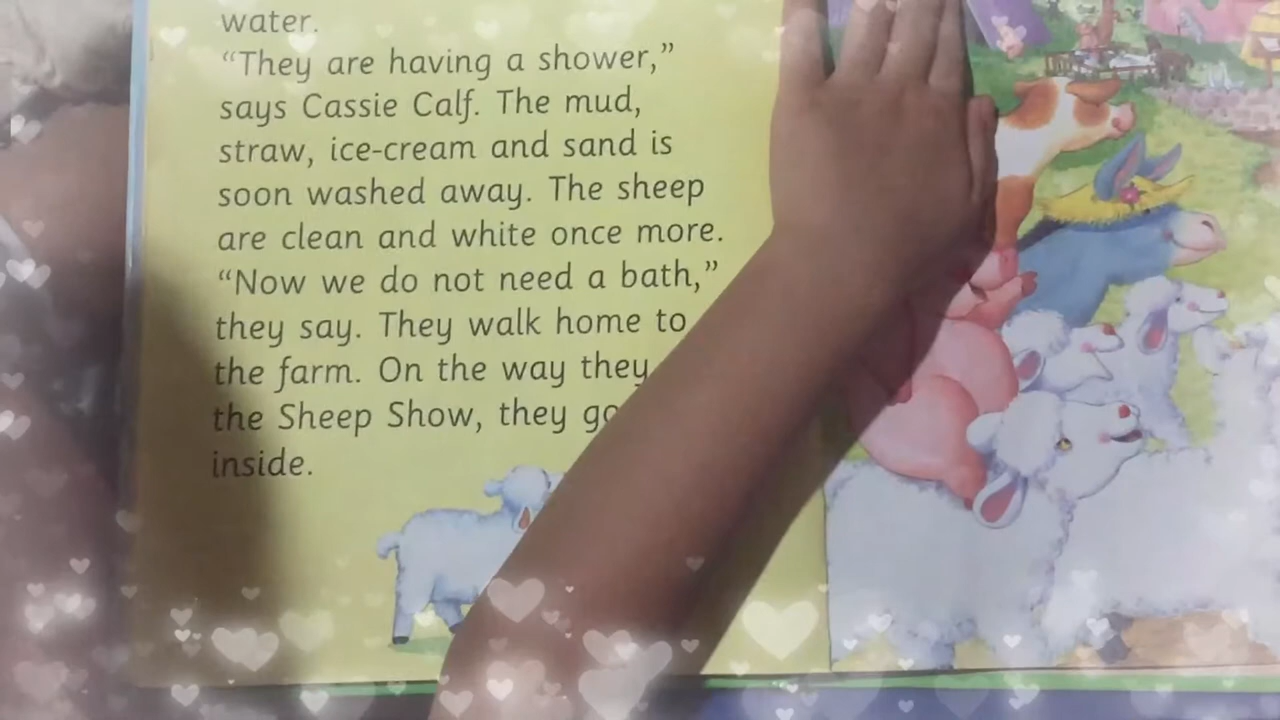 water.
“They are having a shower,”
says Cassie Calf. The mud,
straw, ice-cream and sand is
soon washed away. The sheep
are clean and white once more.
“Now we do not need a bath,”
they say. They walk home to
the farm. On the way they
the Sheep Show, they go
inside.